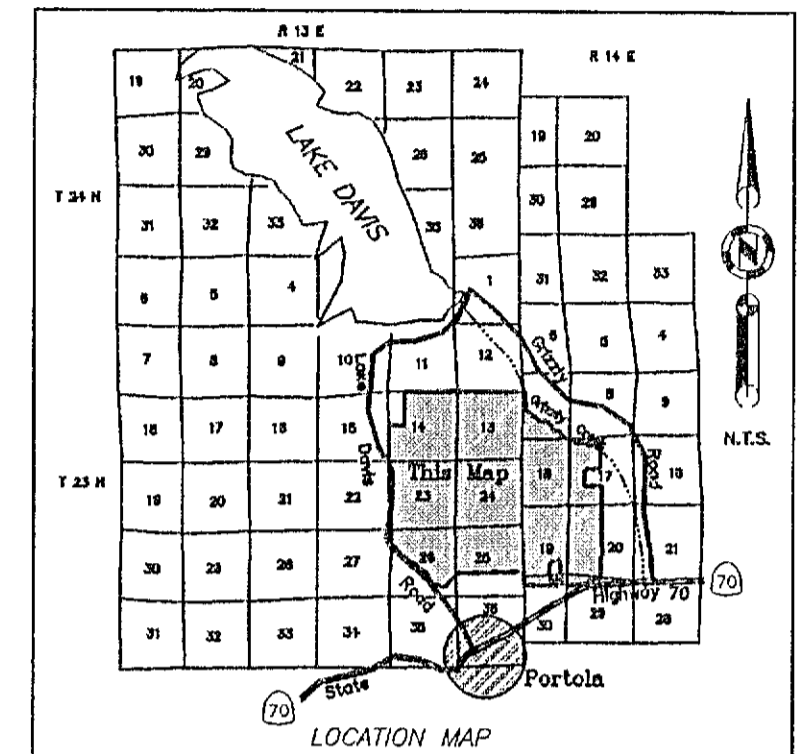 R 13 E
R 14 E
21
19 20 22 23 24
19 20
30 29 26 25
LAKE DAVIS
T 24 N
30 29
31 32 33 35 36
6 5 4 1 31 32 33
N.T.S.
7 8 9 10 11 12 6 5 4
Lake Davis Road
Grizzly Road
Grizzly Creek
8 9
18 17 16 15 14 13
This Map
T 23 N
19 20 21 22 23 24 18 17 16
30 29 28 27 26 25 19 20 21
Highway 70
70
31 32 33 34 35 36 30 29 28
Portola
State
70
LOCATION MAP